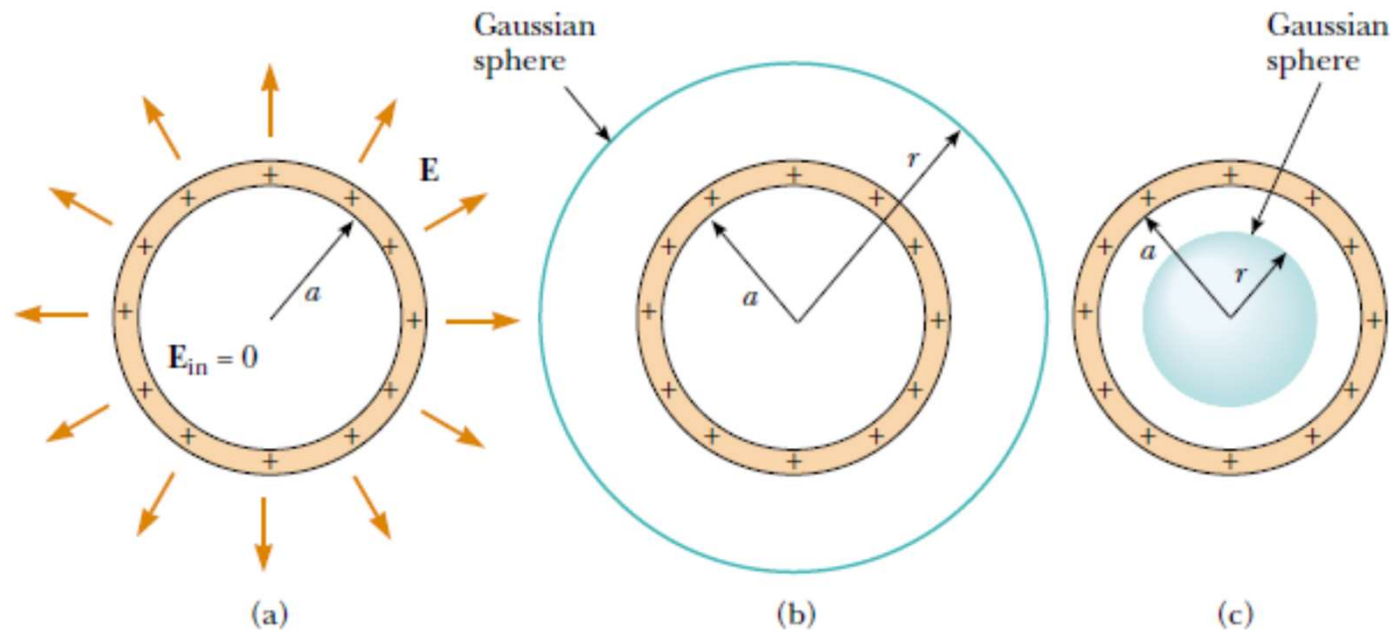 Gaussian
sphere
Gaussian
sphere
E
r
a
a
a
r
E_in = 0
+ + + + + + + + + + + +
+ + + + + + + + + + + +
+ + + + + + + + + + + +
(a)
(b)
(c)